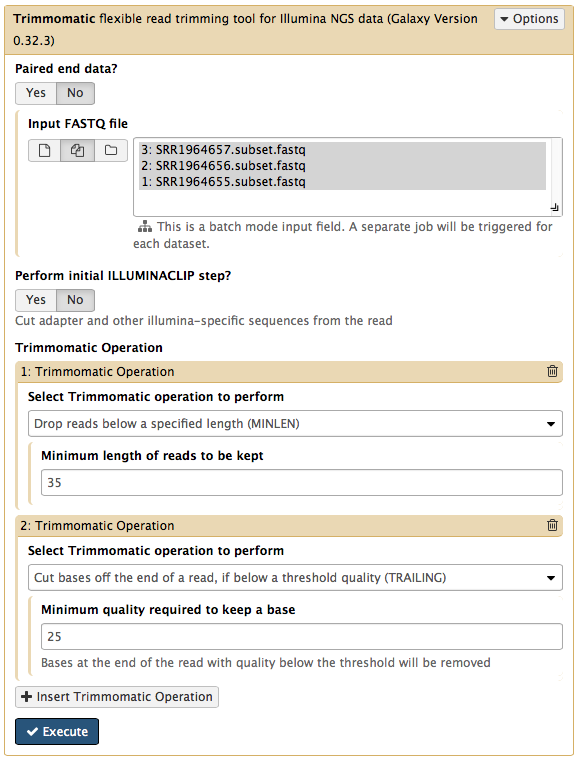 Trimmomatic flexible read trimming tool for Illumina NGS data (Galaxy Version
0.32.3)
Options
Paired end data?
Yes No
Input FASTQ file
3: SRR1964657.subset.fastq
2: SRR1964656.subset.fastq
1: SRR1964655.subset.fastq
This is a batch mode input field. A separate job will be triggered for
each dataset.
Perform initial ILLUMINACLIP step?
Yes No
Cut adapter and other illumina-specific sequences from the read
Trimmomatic Operation
1: Trimmomatic Operation
Select Trimmomatic operation to perform
Drop reads below a specified length (MINLEN)
Minimum length of reads to be kept
35
2: Trimmomatic Operation
Select Trimmomatic operation to perform
Cut bases off the end of a read, if below a threshold quality (TRAILING)
Minimum quality required to keep a base
25
Bases at the end of the read with quality below the threshold will be removed
Insert Trimmomatic Operation
Execute